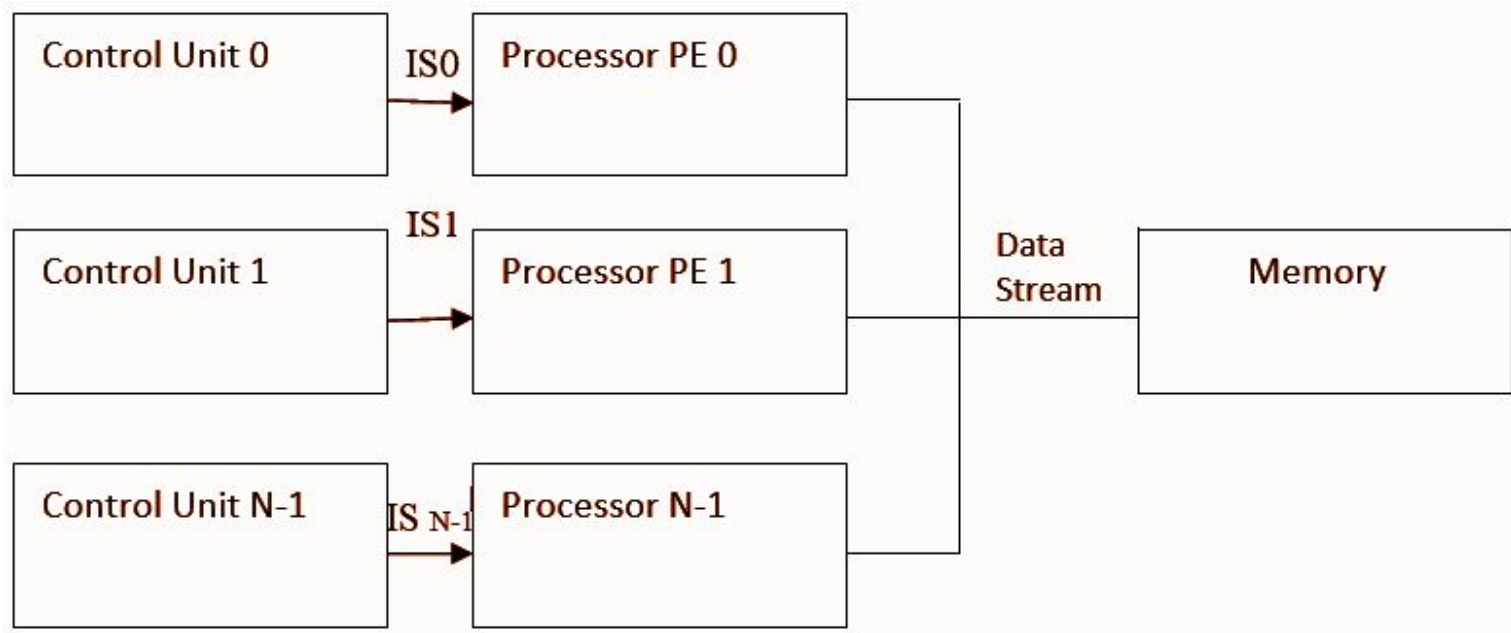 Control Unit 0
IS0
Processor PE 0
Control Unit 1
IS1
Processor PE 1
Data
Stream
Memory
Control Unit N-1
IS N-1
Processor N-1